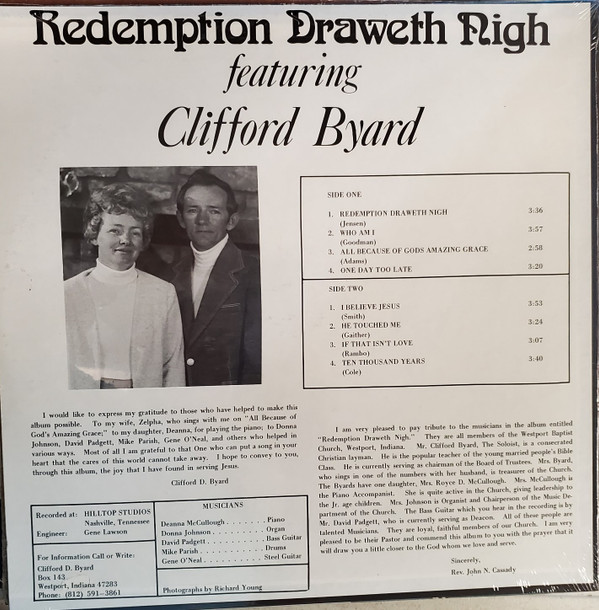 Redemption Draweth Nigh
featuring
Clifford Byard
SIDE ONE
1. REDEMPTION DRAWETH NIGH 3:36
(Jensen)
2. WHO AM I 3:57
(Goodman)
3. ALL BECAUSE OF GODS AMAZING GRACE 2:58
(Adams)
4. ONE DAY TOO LATE 3:20
SIDE TWO
1. I BELIEVE JESUS 3:53
(Smith)
2. HE TOUCHED ME 3:24
(Gaither)
3. IF THAT ISN'T LOVE 3:07
(Rambo)
4. TEN THOUSAND YEARS 3:40
(Cole)
I would like to express my gratitude to those who have helped to make this
album possible. To my wife, Zelpha, who sings with me on "All Because of
God's Amazing Grace;" to my daughter, Deanna, for playing the piano; to Donna
Johnson, David Padgett, Mike Parish, Gene O'Neal, and others who helped in
various ways. Most of all I am grateful to that One who can put a song in your
heart that the cares of this world cannot take away. I hope to convey to you,
through this album, the joy that I have found in serving Jesus.
Clifford D. Byard
I am very pleased to pay tribute to the musicians in the album entitled
"Redemption Draweth Nigh." They are all members of the Westport Baptist
Church, Westport, Indiana. Mr. Clifford Byard, The Soloist, is a consecrated
Christian layman. He is the popular teacher of the young married people's Bible
Class. He is currently serving as chairman of the Board of Trustees. Mrs. Byard,
who sings in one of the numbers with her husband, is treasurer of the Church.
The Byards have one daughter, Mrs. Royce D. McCullough. Mrs. McCullough is
the Piano Accompanist. She is quite active in the Church, giving leadership to
the Jr. age children. Mrs. Johnson is Organist and Chairperson of the Music De-
partment of the Church. The Bass Guitar which you hear in the recording is by
Mr. David Padgett, who is currently serving as Deacon. All of these people are
talented Musicians. They are loyal, faithful members of our Church. I am very
pleased to be their Pastor and commend this album to you with the prayer that it
will draw you a little closer to the God whom we love and serve.
Sincerely,
Rev. John N. Cassady
Recorded at: HILLTOP STUDIOS
Nashville, Tennessee
Engineer: Gene Lawson
For Information Call or Write:
Clifford D. Byard
Box 143
Westport, Indiana 47283
Phone: (812) 591-3861
MUSICIANS
Deanna McCullough . . . . . . . . . Piano
Donna Johnson . . . . . . . . . . . Organ
David Padgett . . . . . . . . . Bass Guitar
Mike Parish . . . . . . . . . . . . Drums
Gene O'Neal . . . . . . . . . Steel Guitar
Photographs by Richard Young